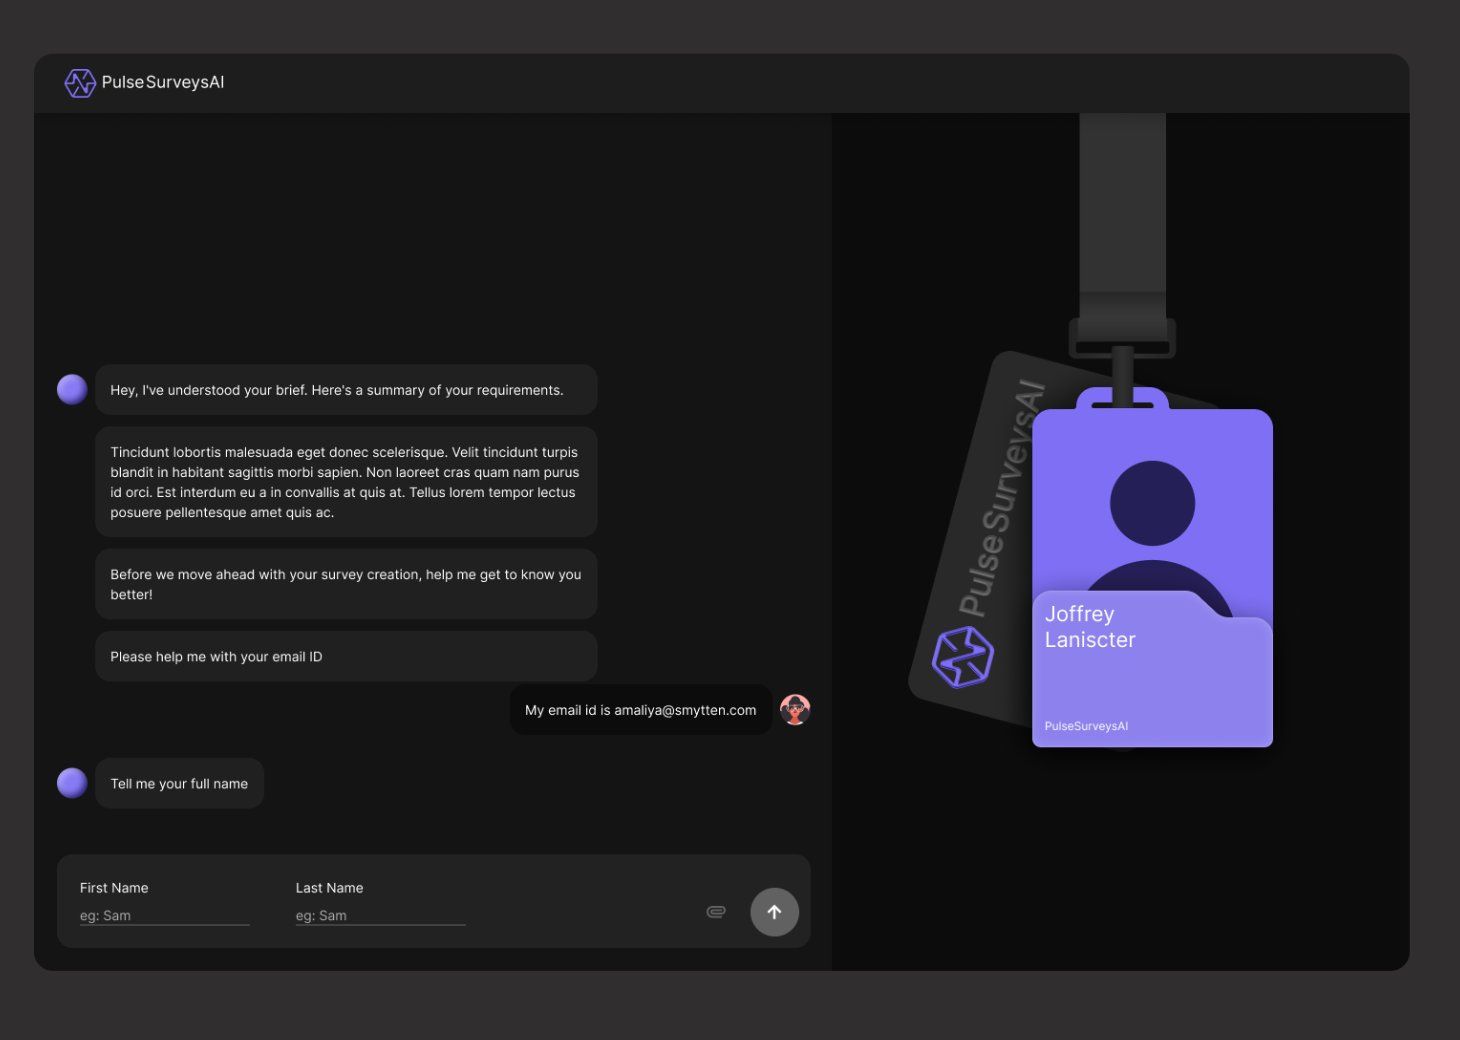 PulseSurveysAI
Hey, I've understood your brief. Here's a summary of your requirements.
Tincidunt lobortis malesuada eget donec scelerisque. Velit tincidunt turpis
blandit in habitant sagittis morbi sapien. Non laoreet cras quam nam purus
id orci. Est interdum eu a in convallis at quis at. Tellus lorem tempor lectus
posuere pellentesque amet quis ac.
Before we move ahead with your survey creation, help me get to know you
better!
Please help me with your email ID
My email id is amaliya@smytten.com
Tell me your full name
First Name
Last Name
eg: Sam
eg: Sam
PulseSurveysAI
Joffrey
Laniscter
PulseSurveysAI